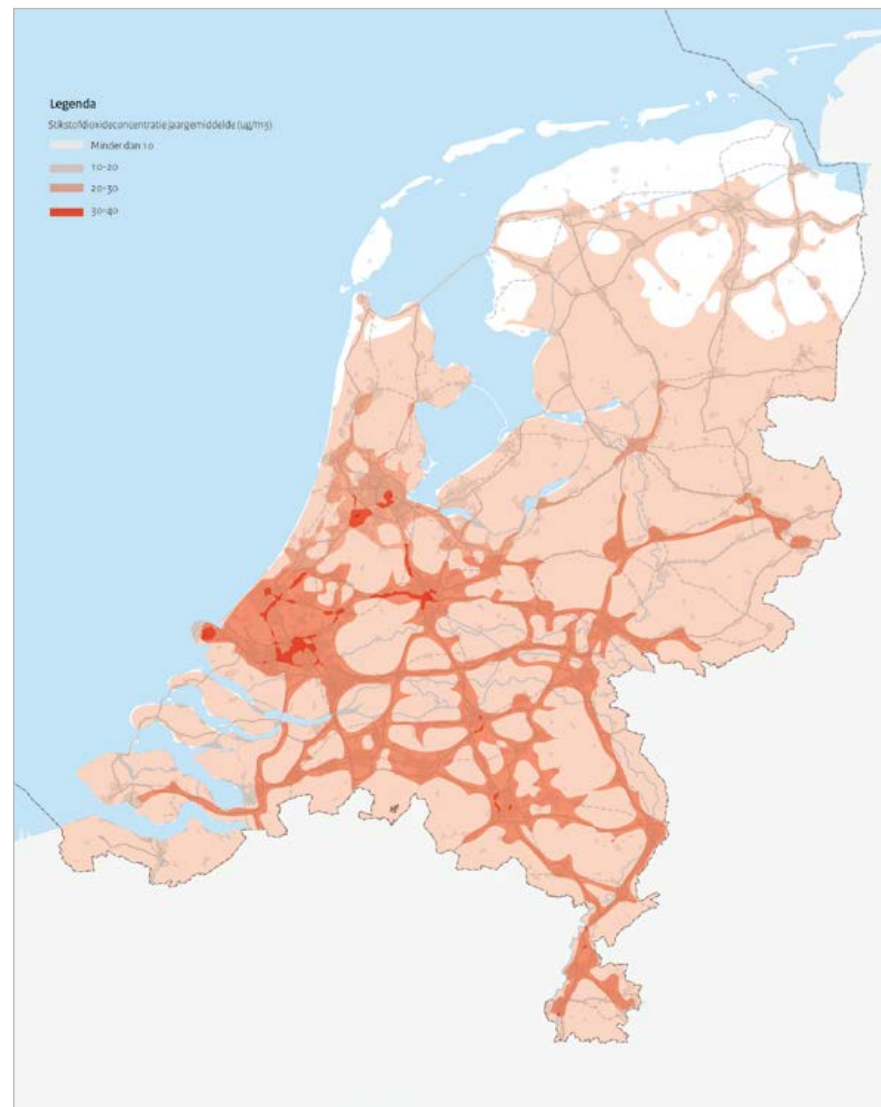 Legenda
Stikstofdioxideconcentratie jaargemiddelde (ug/m3)
Minder dan 10
10-20
20-30
30-40